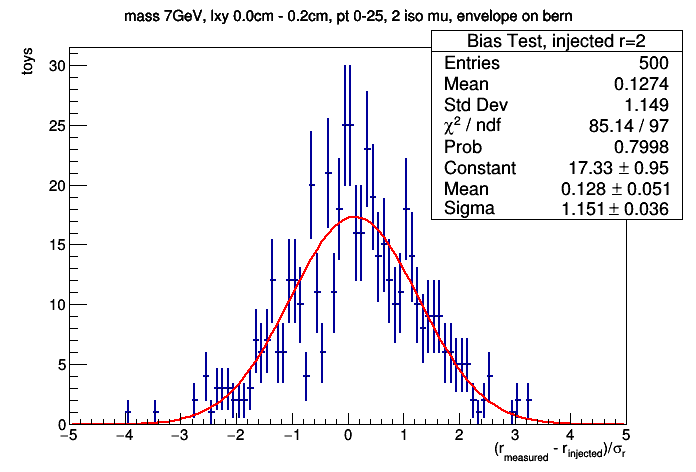 mass 7GeV, lxy 0.0cm - 0.2cm, pt 0-25, 2 iso mu, envelope on bern
toys
Bias Test, injected r=2
Entries 500
Mean 0.1274
Std Dev 1.149
χ² / ndf 85.14 / 97
Prob 0.7998
Constant 17.33 ± 0.95
Mean 0.128 ± 0.051
Sigma 1.151 ± 0.036
30
25
20
15
10
5
0
−5 −4 −3 −2 −1 0 1 2 3 4 5
(r_measured - r_injected)/σ_r